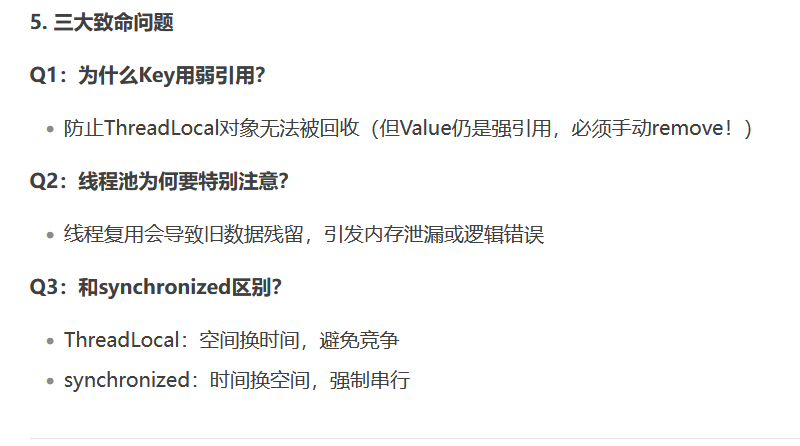 5. 三大致命问题
Q1：为什么Key用弱引用？
• 防止ThreadLocal对象无法被回收（但Value仍是强引用，必须手动remove！）
Q2：线程池为何要特别注意？
• 线程复用会导致旧数据残留，引发内存泄漏或逻辑错误
Q3：和synchronized区别？
• ThreadLocal：空间换时间，避免竞争
• synchronized：时间换空间，强制串行